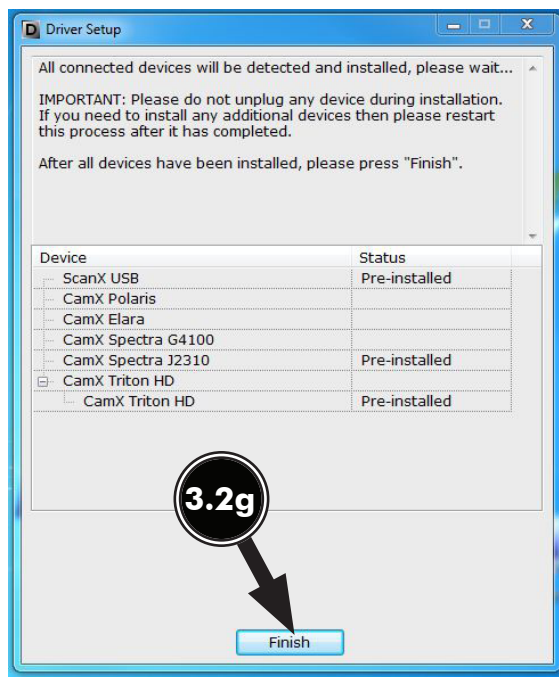 Driver Setup
All connected devices will be detected and installed, please wait...
IMPORTANT: Please do not unplug any device during installation.
If you need to install any additional devices then please restart
this process after it has completed.
After all devices have been installed, please press "Finish".
Device Status
ScanX USB Pre-installed
CamX Polaris
CamX Elara
CamX Spectra G4100
CamX Spectra J2310 Pre-installed
CamX Triton HD
CamX Triton HD Pre-installed
3.2g
Finish